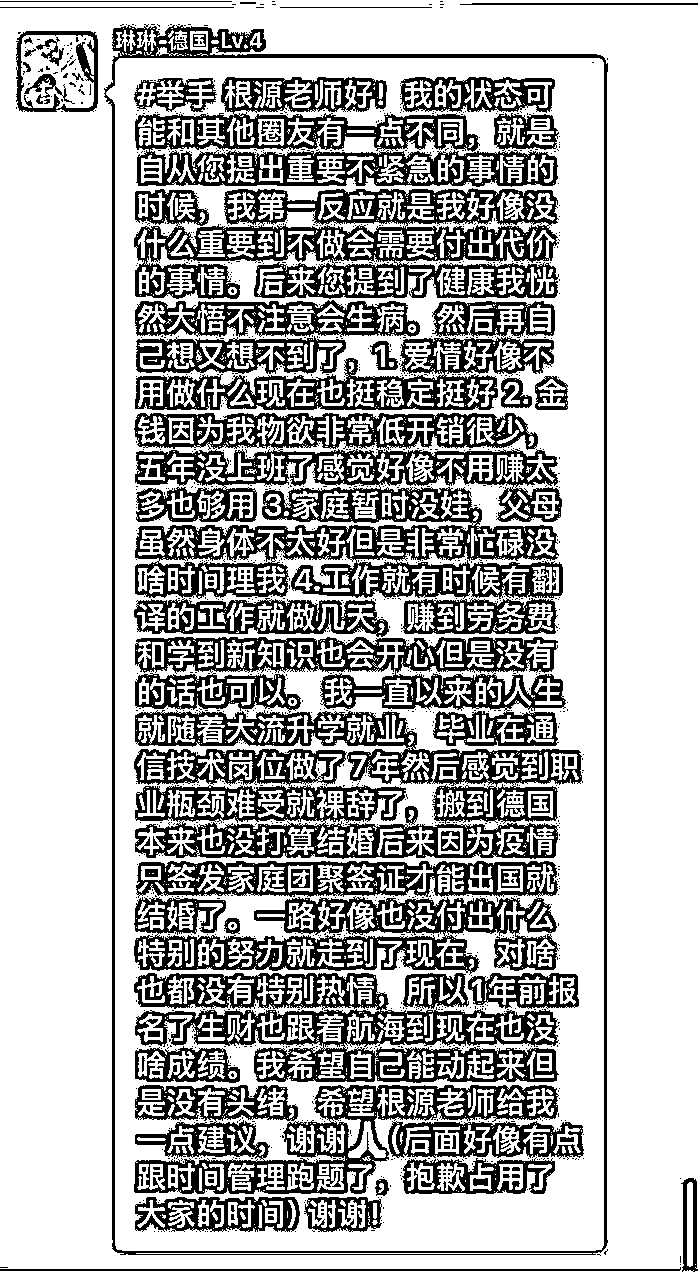 琳琳-德国-Lv.4
#举手 根源老师好！我的状态可
能和其他圈友有一点不同，就是
自从您提出重要不紧急的事情的
时候，我第一反应就是我好像没
什么重要到不做会需要付出代价
的事情。后来您提到了健康我恍
然大悟不注意会生病。然后再自
己想又想不到了，1. 爱情好像不
用做什么现在也挺稳定挺好 2. 金
钱因为我物欲非常低开销很少，
五年没上班了感觉好像不用赚太
多也够用 3.家庭暂时没娃，父母
虽然身体不太好但是非常忙碌没
啥时间理我 4.工作就有时候有翻
译的工作就做几天，赚到劳务费
和学到新知识也会开心但是没有
的话也可以。 我一直以来的人生
就随着大流升学就业，毕业在通
信技术岗位做了 7年然后感觉到职
业瓶颈难受就裸辞了，搬到德国
本来也没打算结婚后来因为疫情
只签发家庭团聚签证才能出国就
结婚了。一路好像也没付出什么
特别的努力就走到了现在，对啥
也都没有特别热情，所以1年前报
名了生财也跟着航海到现在也没
啥成绩。我希望自己能动起来但
是没有头绪，希望根源老师给我
一点建议，谢谢（后面好像有点
跟时间管理跑题了，抱歉占用了
大家的时间）谢谢！